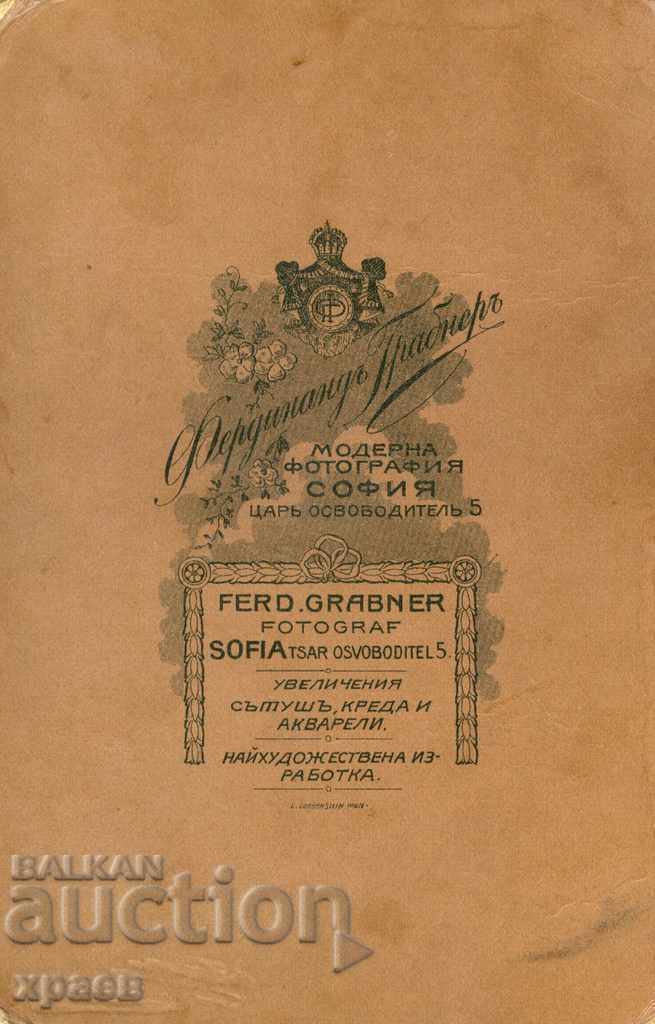 Фердинандъ Грабнеръ
МОДЕРНА
ФОТОГРАФИЯ
СОФИЯ
ЦАРЬ ОСВОБОДИТЕЛЬ 5
FERD. GRABNER
FOTOGRAF
SOFIA TSAR OSVOBODITEL 5.
УВЕЛИЧЕНИЯ
СЪТУШЪ, КРЕДА И
АКВАРЕЛИ.
НАЙХУДОЖЕСТВЕНА ИЗ-
РАБОТКА.
BALKAN
auction
храев